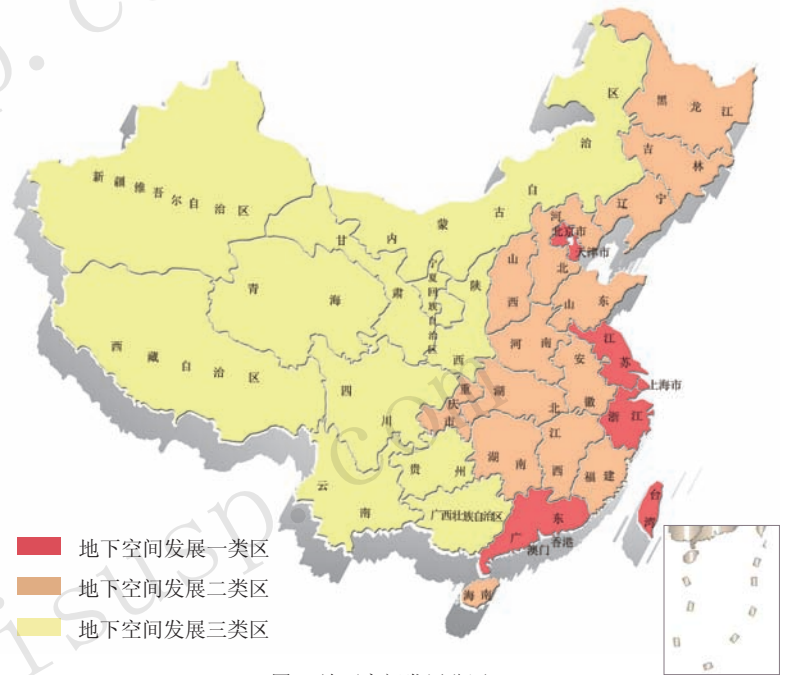 黑龙江
吉林
辽宁
内蒙古自治区
新疆维吾尔自治区
甘肃
青海
宁夏回族自治区
陕西
山西
河北
北京市
天津市
山东
河南
江苏
安徽
上海市
西藏自治区
四川
重庆市
湖北
浙江
湖南
江西
福建
贵州
云南
广西壮族自治区
广东
香港
澳门
台湾
海南
地下空间发展一类区
地下空间发展二类区
地下空间发展三类区